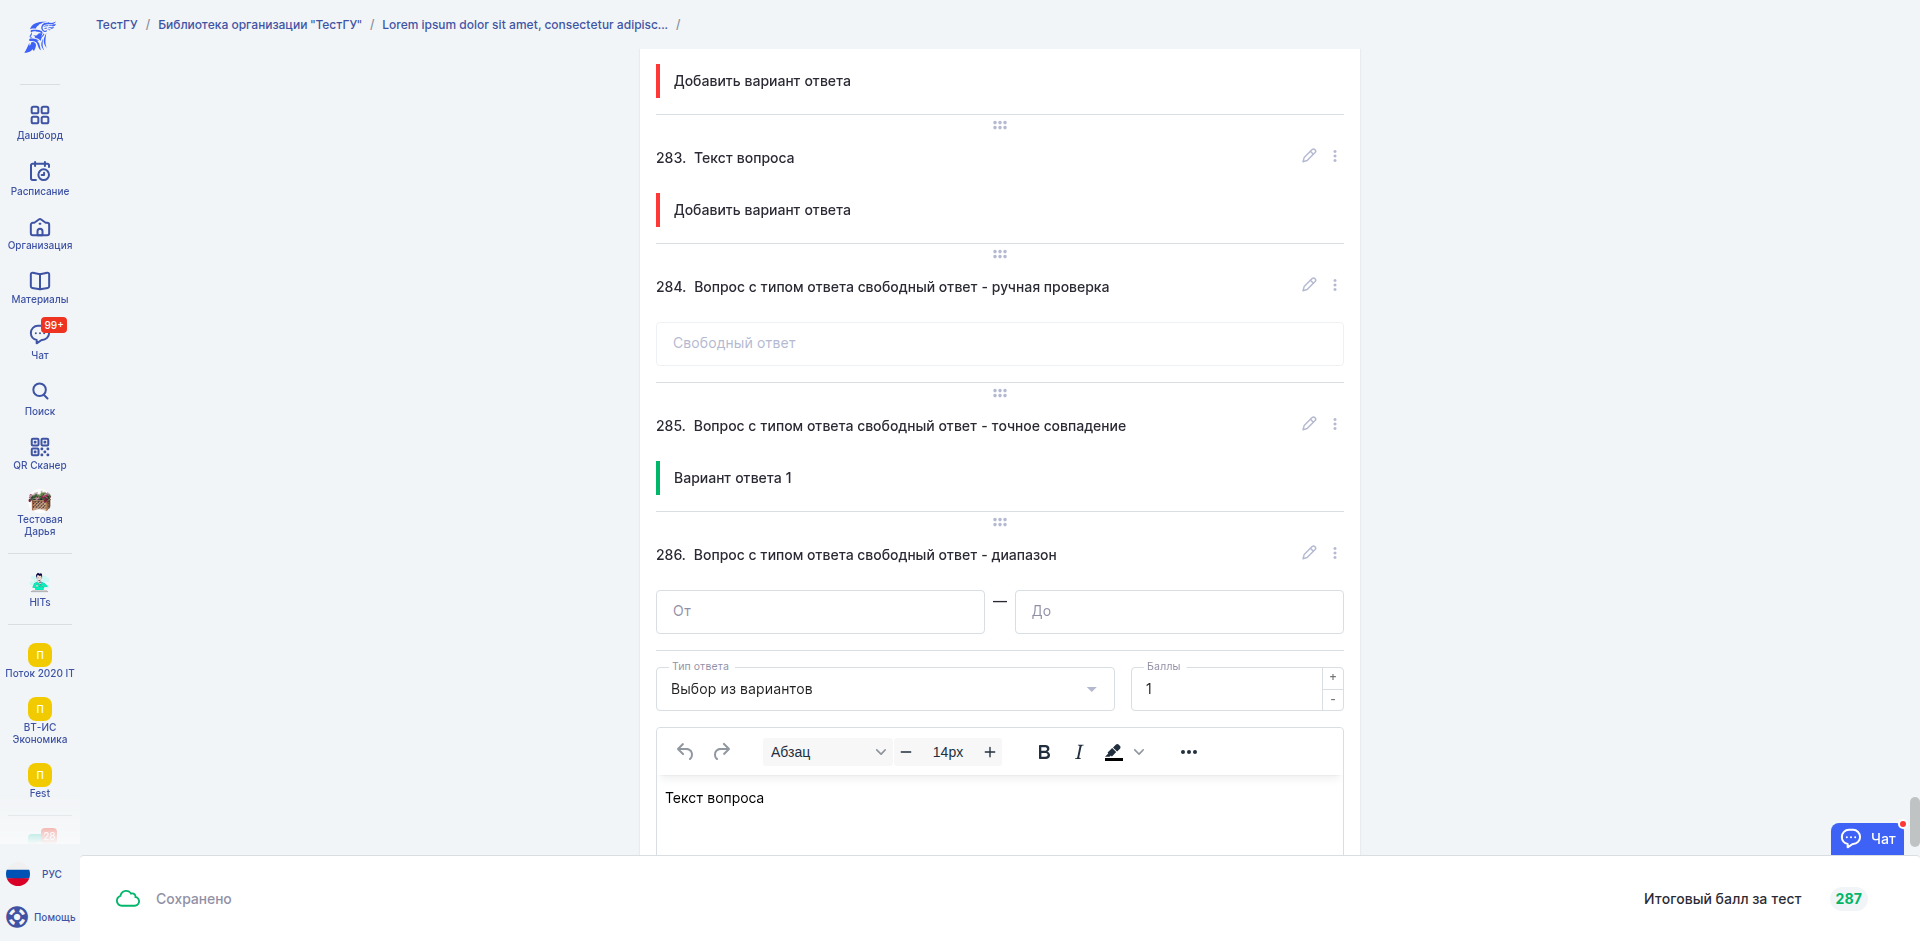 ТестГУ / Библиотека организации "ТестГУ" / Lorem ipsum dolor sit amet, consectetur adipisc... /
Дашборд
Расписание
Организация
Материалы
99+
Чат
Поиск
QR Сканер
Тестовая
Дарья
HITs
П
Поток 2020 IT
П
ВТ-ИС
Экономика
П
Fest
28
РУС
Помощь
Добавить вариант ответа
283. Текст вопроса
Добавить вариант ответа
284. Вопрос с типом ответа свободный ответ - ручная проверка
Свободный ответ
285. Вопрос с типом ответа свободный ответ - точное совпадение
Вариант ответа 1
286. Вопрос с типом ответа свободный ответ - диапазон
От — До
Тип ответа Баллы
Выбор из вариантов 1 + -
Абзац − 14px + B I
Текст вопроса
Чат
Сохранено
Итоговый балл за тест 287